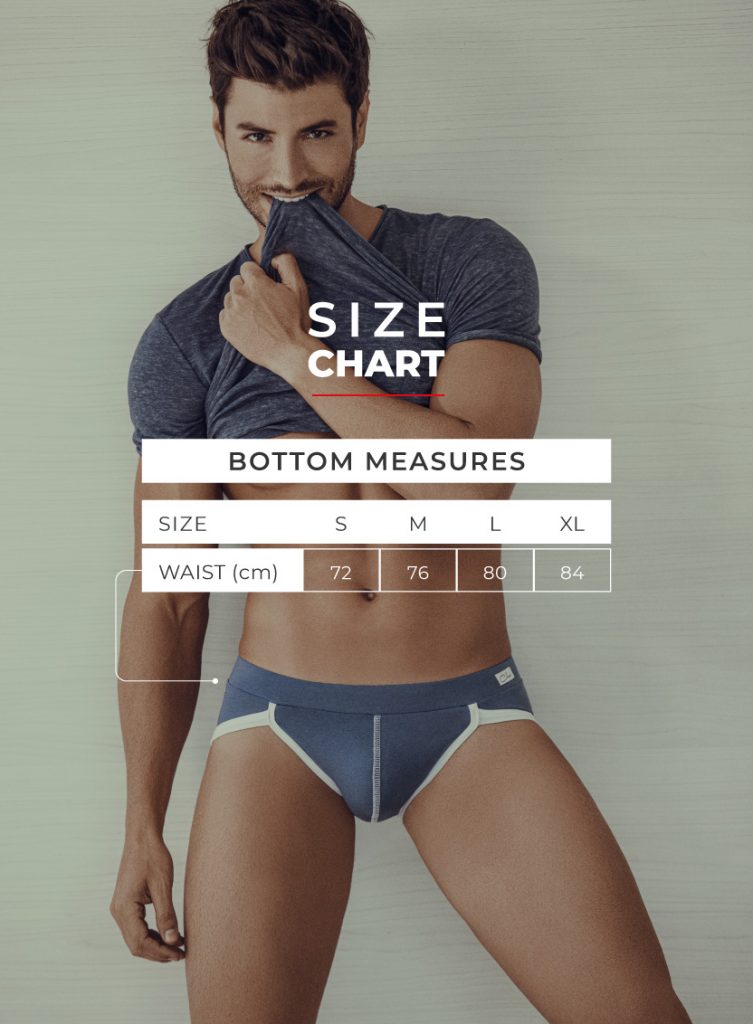 SIZE
CHART
BOTTOM MEASURES
SIZE S M L XL
WAIST (cm) 72 76 80 84